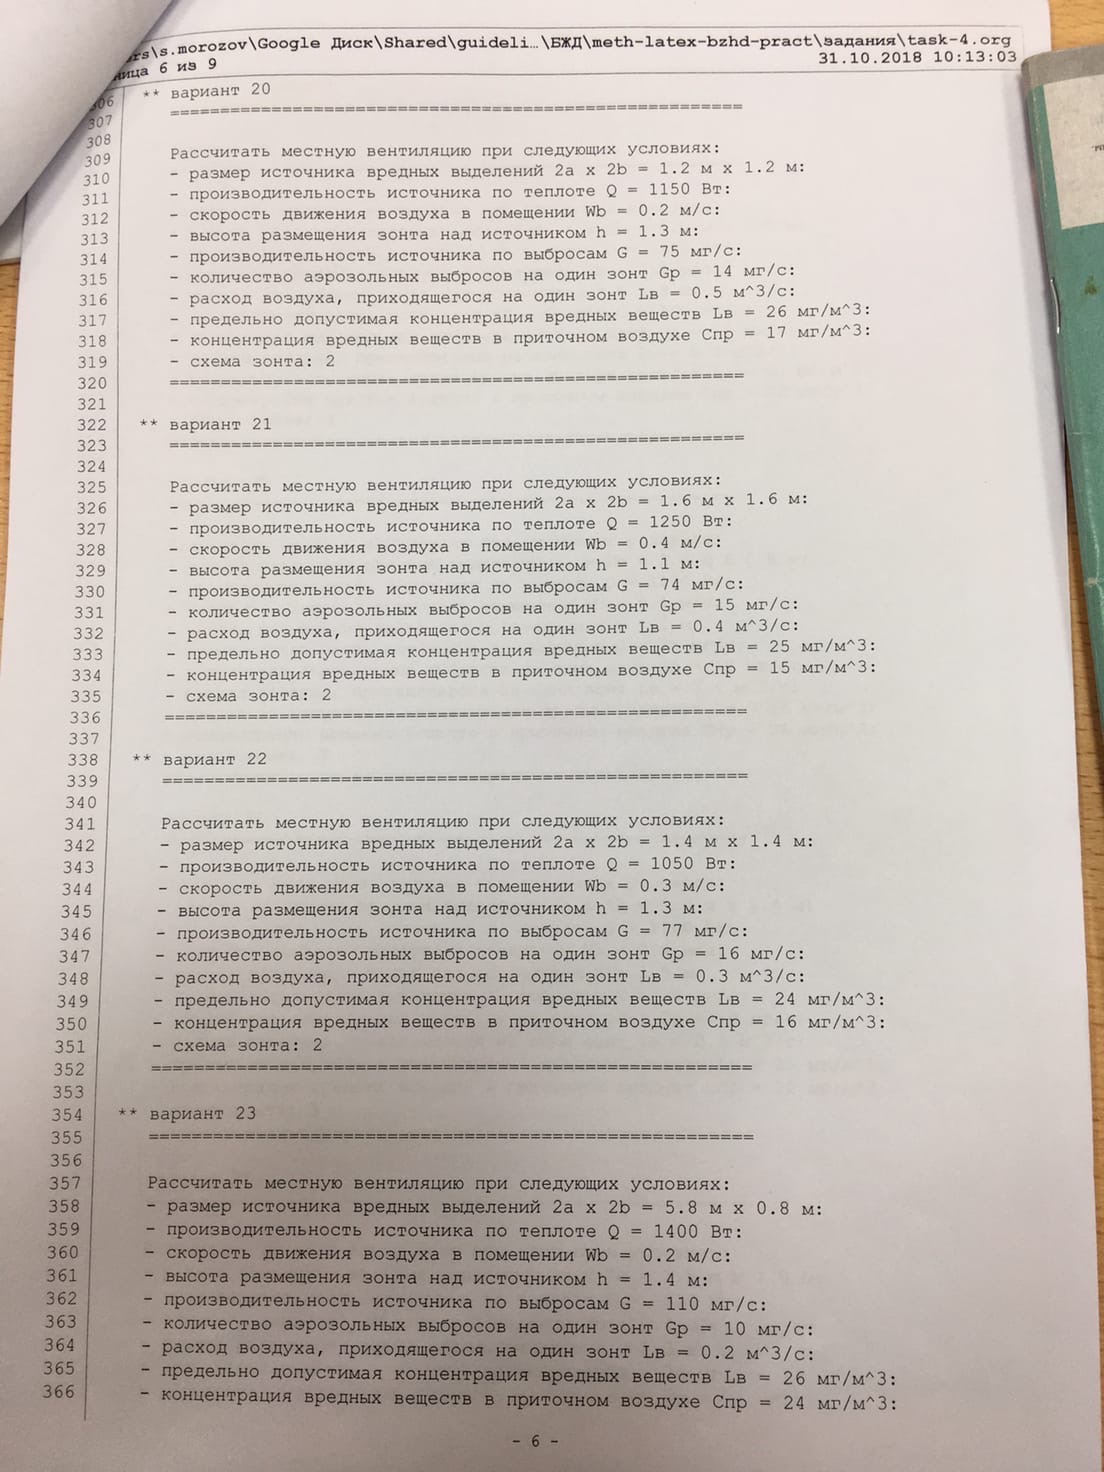 \s.morozov\Google Диск\Shared\guideli…\БЖД\meth-latex-bzhd-pract\задания\task-4.org
ница 6 из 9 31.10.2018 10:13:03
306 ** вариант 20
307 =========================================================
308
309 Рассчитать местную вентиляцию при следующих условиях:
310 - размер источника вредных выделений 2a x 2b = 1.2 м x 1.2 м:
311 - производительность источника по теплоте Q = 1150 Вт:
312 - скорость движения воздуха в помещении Wb = 0.2 м/с:
313 - высота размещения зонта над источником h = 1.3 м:
314 - производительность источника по выбросам G = 75 мг/с:
315 - количество аэрозольных выбросов на один зонт Gp = 14 мг/с:
316 - расход воздуха, приходящегося на один зонт Lв = 0.5 м^3/с:
317 - предельно допустимая концентрация вредных веществ Lв = 26 мг/м^3:
318 - концентрация вредных веществ в приточном воздухе Спр = 17 мг/м^3:
319 - схема зонта: 2
320 =========================================================
321
322 ** вариант 21
323 =========================================================
324
325 Рассчитать местную вентиляцию при следующих условиях:
326 - размер источника вредных выделений 2a x 2b = 1.6 м x 1.6 м:
327 - производительность источника по теплоте Q = 1250 Вт:
328 - скорость движения воздуха в помещении Wb = 0.4 м/с:
329 - высота размещения зонта над источником h = 1.1 м:
330 - производительность источника по выбросам G = 74 мг/с:
331 - количество аэрозольных выбросов на один зонт Gp = 15 мг/с:
332 - расход воздуха, приходящегося на один зонт Lв = 0.4 м^3/с:
333 - предельно допустимая концентрация вредных веществ Lв = 25 мг/м^3:
334 - концентрация вредных веществ в приточном воздухе Спр = 15 мг/м^3:
335 - схема зонта: 2
336 =========================================================
337
338 ** вариант 22
339 =========================================================
340
341 Рассчитать местную вентиляцию при следующих условиях:
342 - размер источника вредных выделений 2a x 2b = 1.4 м x 1.4 м:
343 - производительность источника по теплоте Q = 1050 Вт:
344 - скорость движения воздуха в помещении Wb = 0.3 м/с:
345 - высота размещения зонта над источником h = 1.3 м:
346 - производительность источника по выбросам G = 77 мг/с:
347 - количество аэрозольных выбросов на один зонт Gp = 16 мг/с:
348 - расход воздуха, приходящегося на один зонт Lв = 0.3 м^3/с:
349 - предельно допустимая концентрация вредных веществ Lв = 24 мг/м^3:
350 - концентрация вредных веществ в приточном воздухе Спр = 16 мг/м^3:
351 - схема зонта: 2
352 =========================================================
353
354 ** вариант 23
355 =========================================================
356
357 Рассчитать местную вентиляцию при следующих условиях:
358 - размер источника вредных выделений 2a x 2b = 5.8 м x 0.8 м:
359 - производительность источника по теплоте Q = 1400 Вт:
360 - скорость движения воздуха в помещении Wb = 0.2 м/с:
361 - высота размещения зонта над источником h = 1.4 м:
362 - производительность источника по выбросам G = 110 мг/с:
363 - количество аэрозольных выбросов на один зонт Gp = 10 мг/с:
364 - расход воздуха, приходящегося на один зонт Lв = 0.2 м^3/с:
365 - предельно допустимая концентрация вредных веществ Lв = 26 мг/м^3:
366 - концентрация вредных веществ в приточном воздухе Спр = 24 мг/м^3:
- 6 -